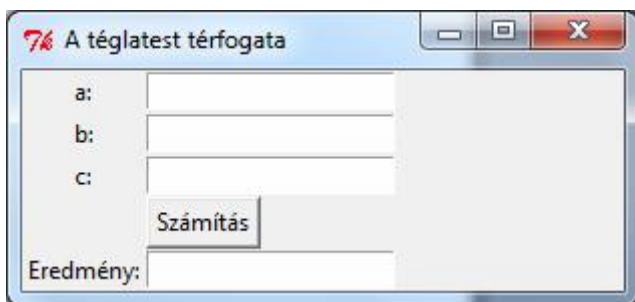 A téglatest térfogata
a:
b:
c:
Számítás
Eredmény: